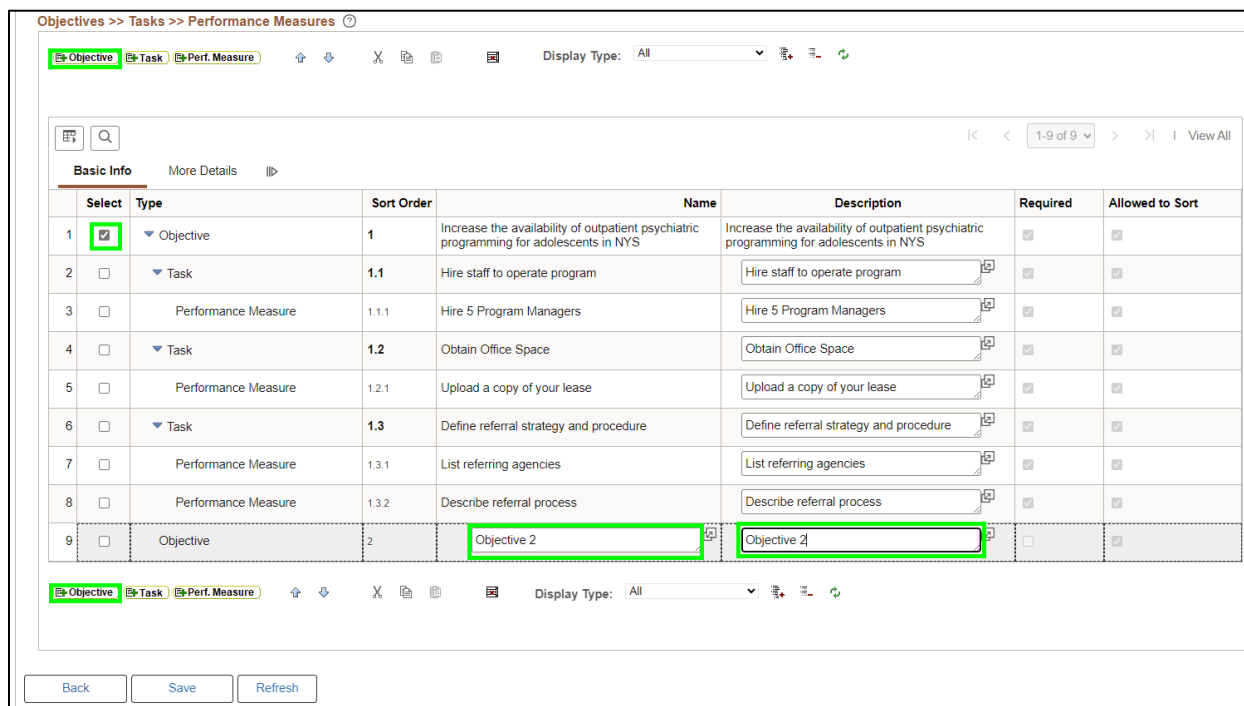 Objectives >> Tasks >> Performance Measures
Objective Task Perf. Measure Display Type: All
1-9 of 9 View All
Basic Info More Details
Select Type Sort Order Name Description Required Allowed to Sort
1 Objective 1 Increase the availability of outpatient psychiatric Increase the availability of outpatient psychiatric
programming for adolescents in NYS programming for adolescents in NYS
2 Task 1.1 Hire staff to operate program Hire staff to operate program
3 Performance Measure 1.1.1 Hire 5 Program Managers Hire 5 Program Managers
4 Task 1.2 Obtain Office Space Obtain Office Space
5 Performance Measure 1.2.1 Upload a copy of your lease Upload a copy of your lease
6 Task 1.3 Define referral strategy and procedure Define referral strategy and procedure
7 Performance Measure 1.3.1 List referring agencies List referring agencies
8 Performance Measure 1.3.2 Describe referral process Describe referral process
9 Objective 2 Objective 2 Objective 2
Objective Task Perf. Measure Display Type: All
Back Save Refresh